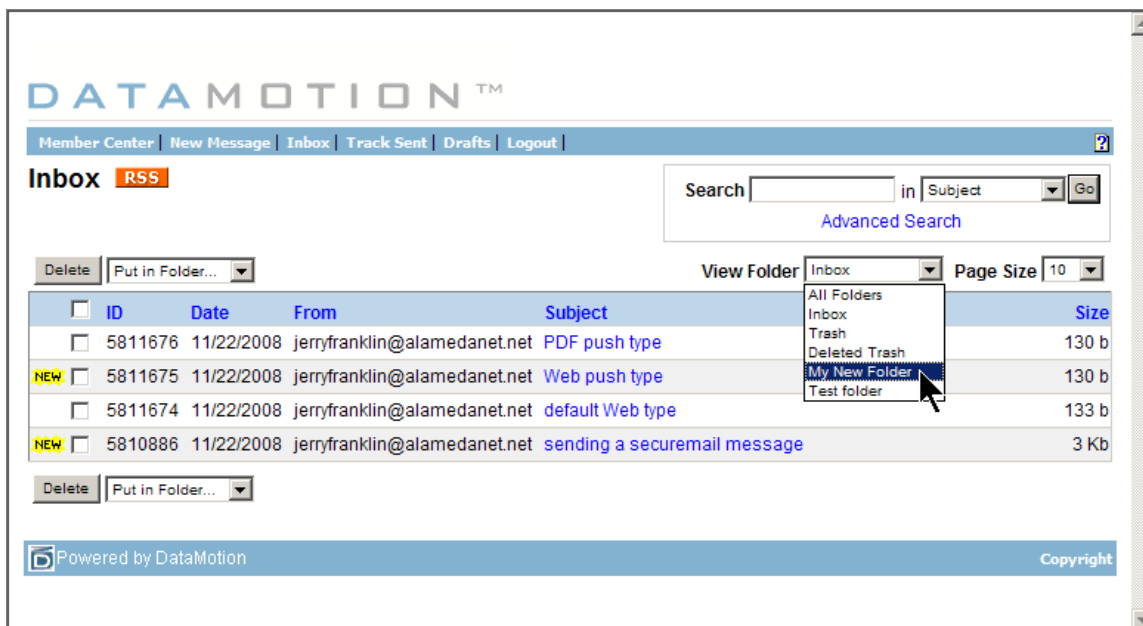 DATAMOTION™
Member Center | New Message | Inbox | Track Sent | Drafts | Logout | ?
Inbox RSS
Search in Subject Go
Advanced Search
Delete Put in Folder... View Folder Inbox Page Size 10
All Folders
Inbox
Trash
Deleted Trash
My New Folder
Test folder
ID Date From Subject Size
5811676 11/22/2008 jerryfranklin@alamedanet.net PDF push type 130 b
NEW 5811675 11/22/2008 jerryfranklin@alamedanet.net Web push type 130 b
5811674 11/22/2008 jerryfranklin@alamedanet.net default Web type 133 b
NEW 5810886 11/22/2008 jerryfranklin@alamedanet.net sending a securemail message 3 Kb
Delete Put in Folder...
Powered by DataMotion Copyright